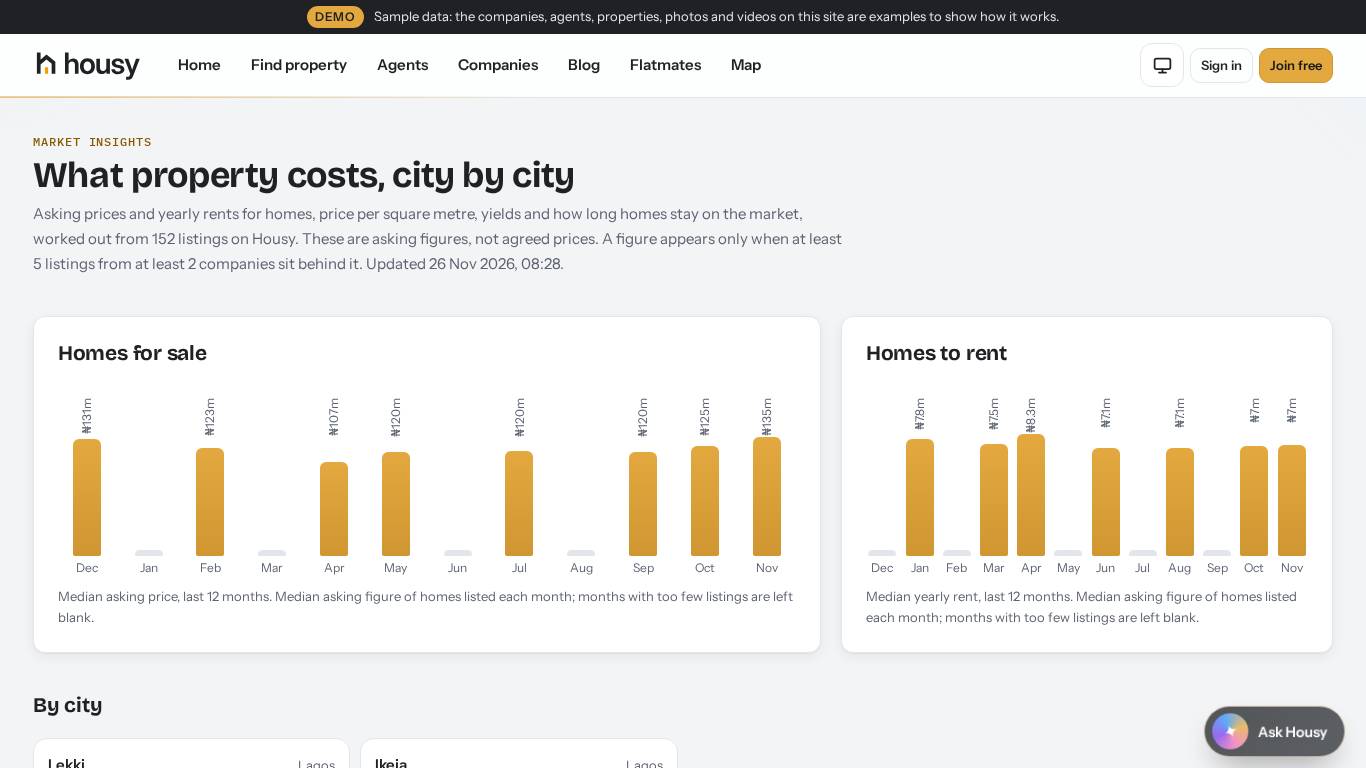 DEMO Sample data: the companies, agents, properties, photos and videos on this site are examples to show how it works.
housy Home Find property Agents Companies Blog Flatmates Map Sign in Join free
MARKET INSIGHTS
What property costs, city by city
Asking prices and yearly rents for homes, price per square metre, yields and how long homes stay on the market,
worked out from 152 listings on Housy. These are asking figures, not agreed prices. A figure appears only when at least
5 listings from at least 2 companies sit behind it. Updated 26 Nov 2026, 08:28.
Homes for sale
₦131m ₦123m ₦107m ₦120m ₦120m ₦120m ₦125m ₦135m
Dec Jan Feb Mar Apr May Jun Jul Aug Sep Oct Nov
Median asking price, last 12 months. Median asking figure of homes listed each month; months with too few listings are left
blank.
Homes to rent
₦7.8m ₦7.5m ₦8.3m ₦7.1m ₦7.1m ₦7m ₦7m
Dec Jan Feb Mar Apr May Jun Jul Aug Sep Oct Nov
Median yearly rent, last 12 months. Median asking figure of homes listed
each month; months with too few listings are left blank.
By city
Lekki Lagos Ikeja Lagos
Ask Housy